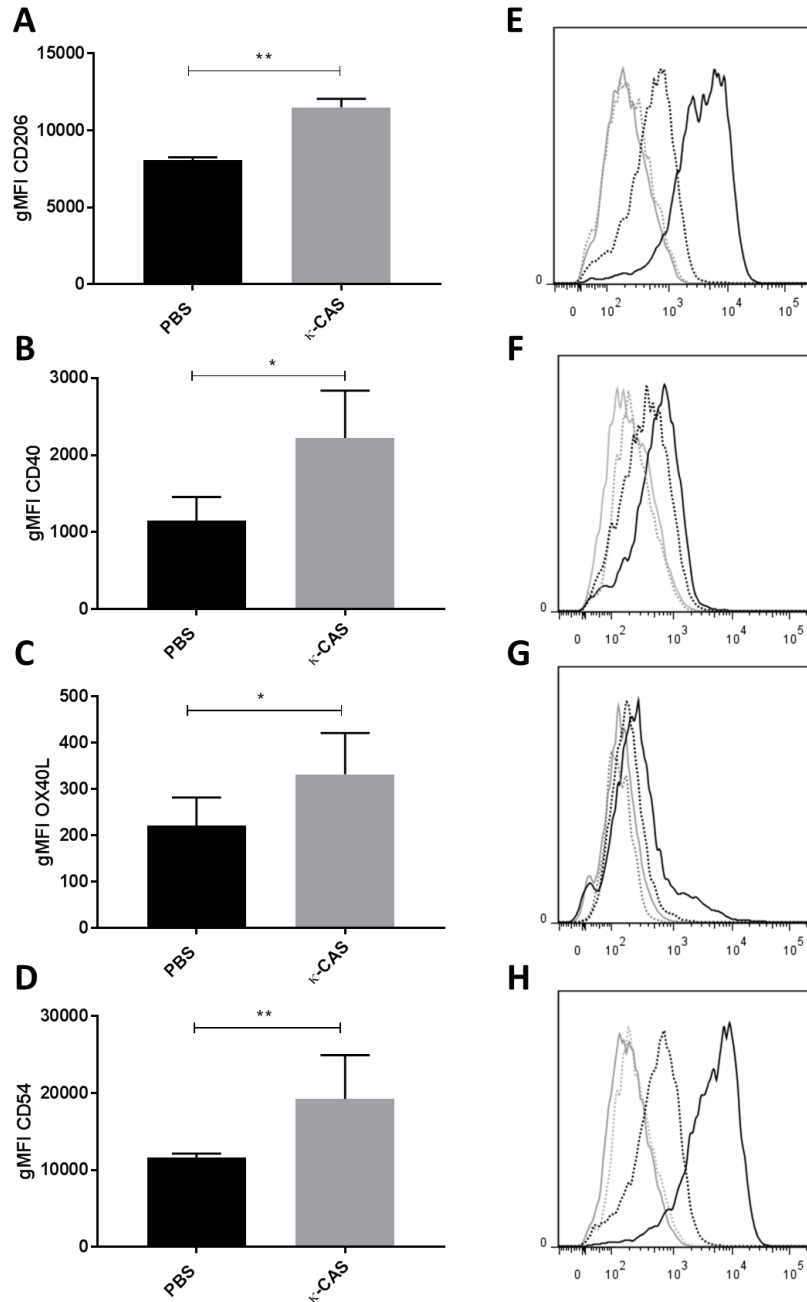 A
gMFI CD206
15000
10000
5000
0
**
PBS
κ-CAS
E
0
0 10² 10³ 10⁴ 10⁵
B
gMFI CD40
3000
2000
1000
0
*
PBS
κ-CAS
F
0
0 10² 10³ 10⁴ 10⁵
C
gMFI OX40L
500
400
300
200
100
0
*
PBS
κ-CAS
G
0
0 10² 10³ 10⁴ 10⁵
D
gMFI CD54
30000
20000
10000
0
**
PBS
κ-CAS
H
0
0 10² 10³ 10⁴ 10⁵